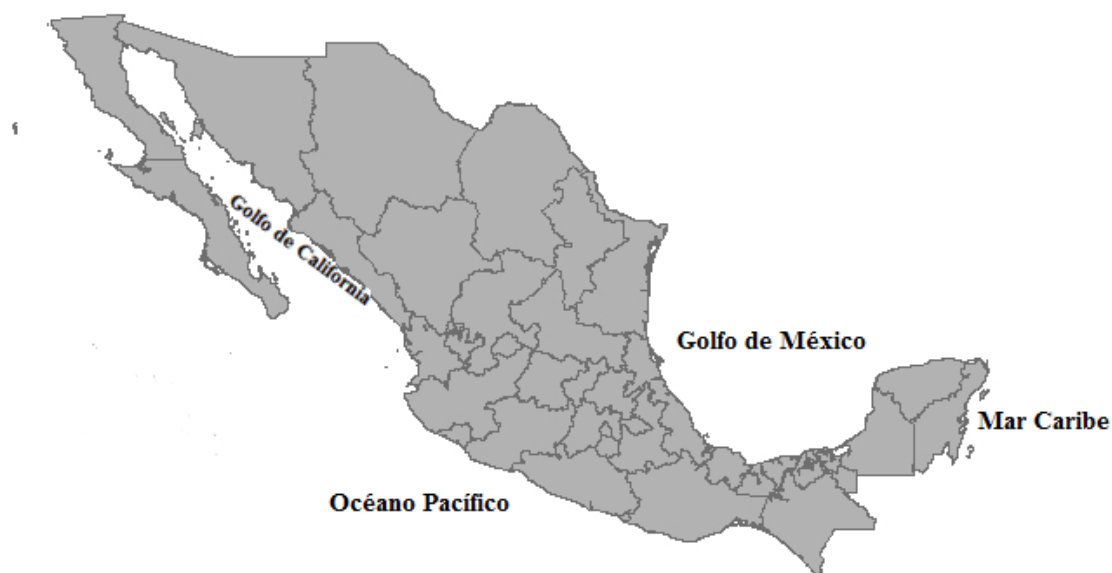 Golfo de California
Golfo de México
Mar Caribe
Océano Pacífico